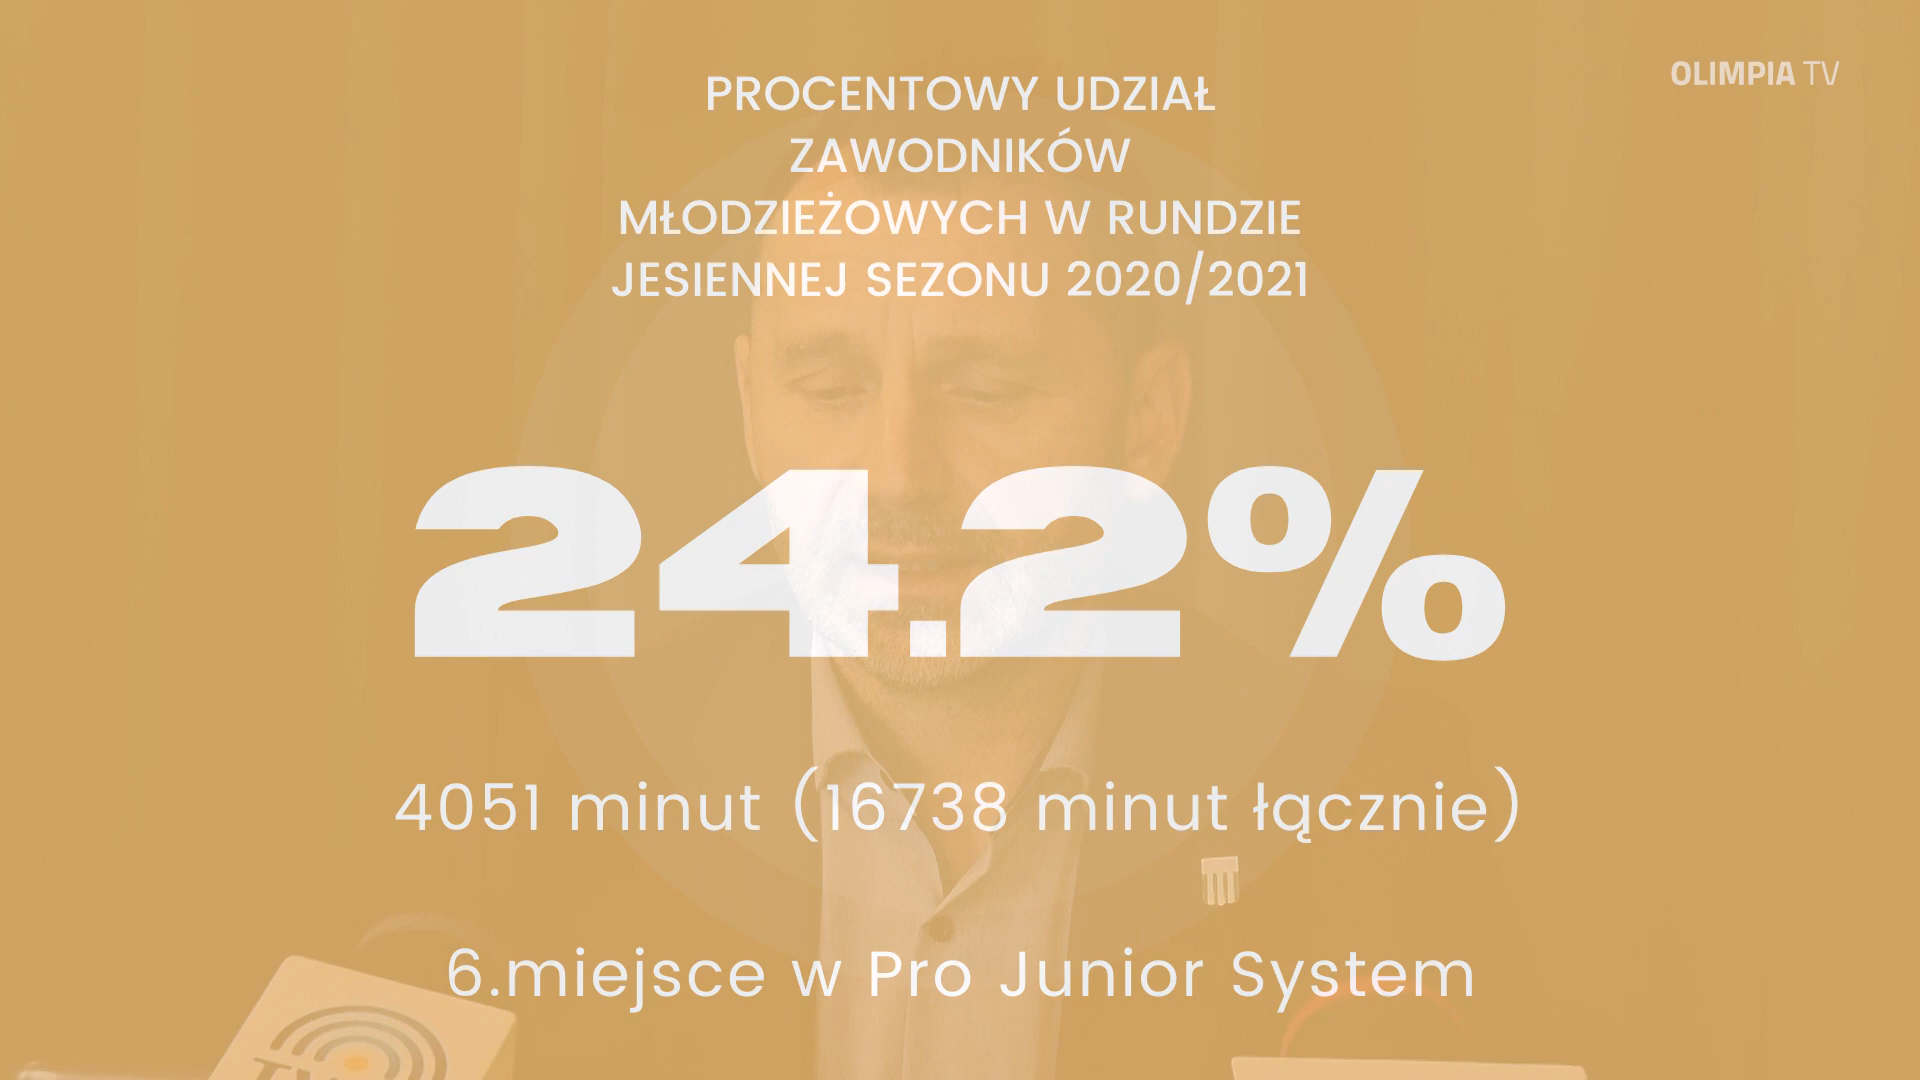 OLIMPIA TV
PROCENTOWY UDZIAŁ
ZAWODNIKÓW
MŁODZIEŻOWYCH W RUNDZIE
JESIENNEJ SEZONU 2020/2021
24.2%
4051 minut (16738 minut łącznie)
6.miejsce w Pro Junior System